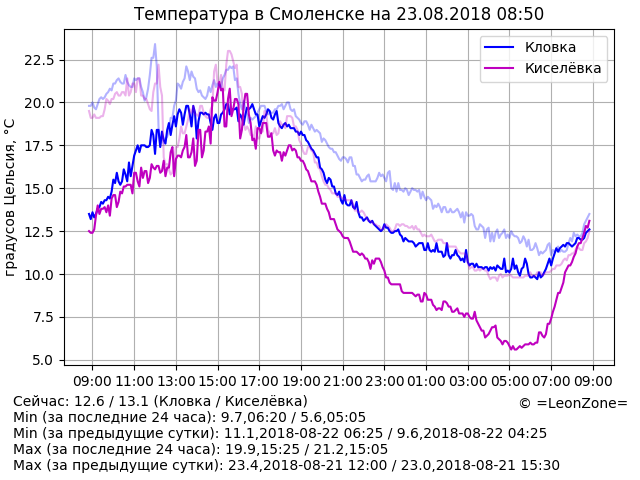 Температура в Смоленске на 23.08.2018 08:50
Кловка
Киселёвка
градусов Цельсия, °C
22.5
20.0
17.5
15.0
12.5
10.0
7.5
5.0
09:00 11:00 13:00 15:00 17:00 19:00 21:00 23:00 01:00 03:00 05:00 07:00 09:00
Сейчас: 12.6 / 13.1 (Кловка / Киселёвка)
© =LeonZone=
Min (за последние 24 часа): 9.7,06:20 / 5.6,05:05
Min (за предыдущие сутки): 11.1,2018-08-22 06:25 / 9.6,2018-08-22 04:25
Max (за последние 24 часа): 19.9,15:25 / 21.2,15:05
Max (за предыдущие сутки): 23.4,2018-08-21 12:00 / 23.0,2018-08-21 15:30